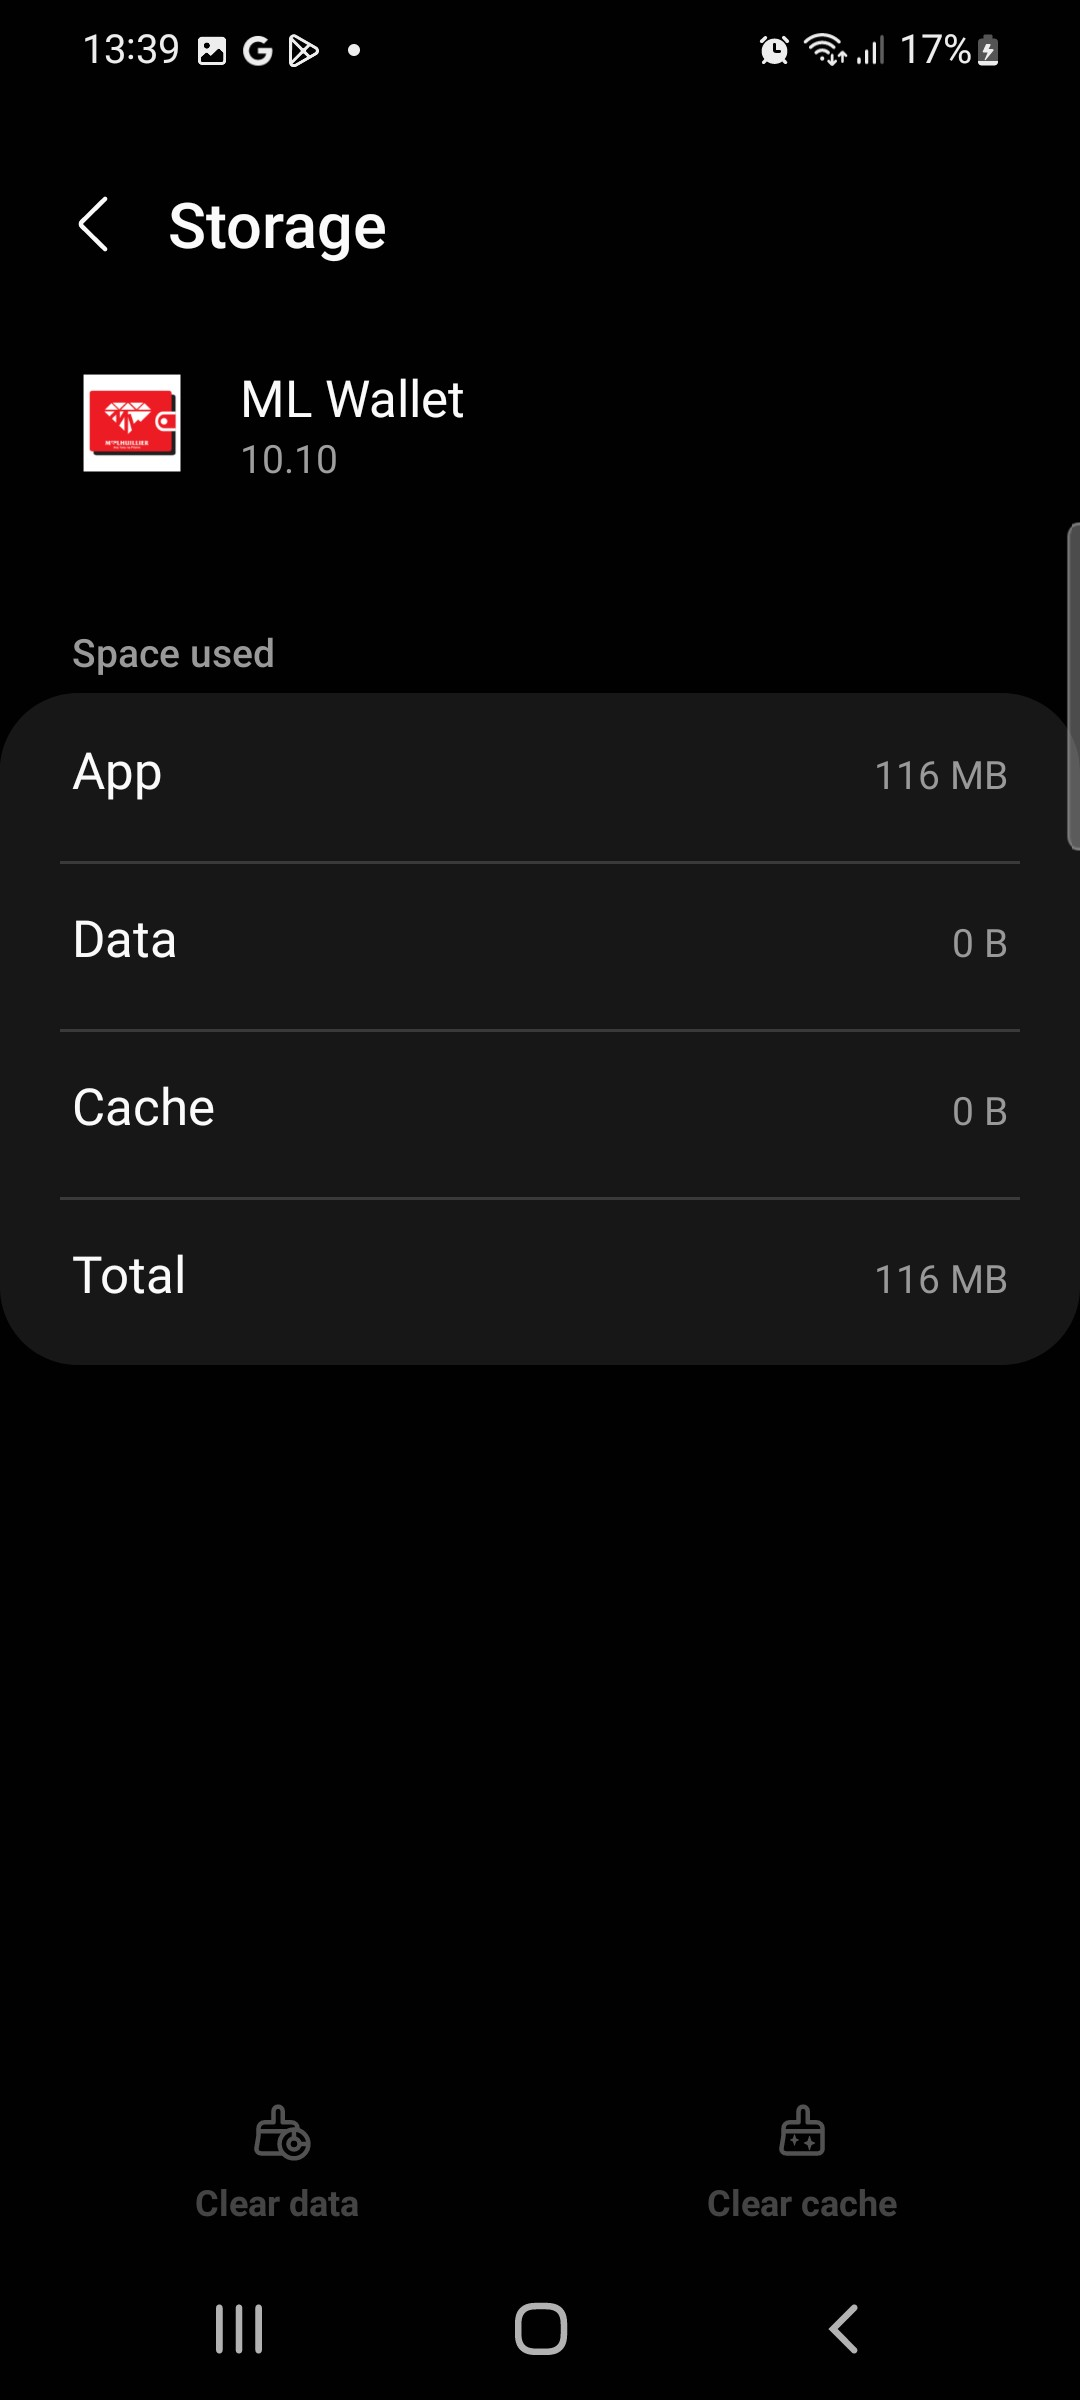 13:39
17%
Storage
ML Wallet
10.10
Space used
App
116 MB
Data
0 B
Cache
0 B
Total
116 MB
Clear data
Clear cache